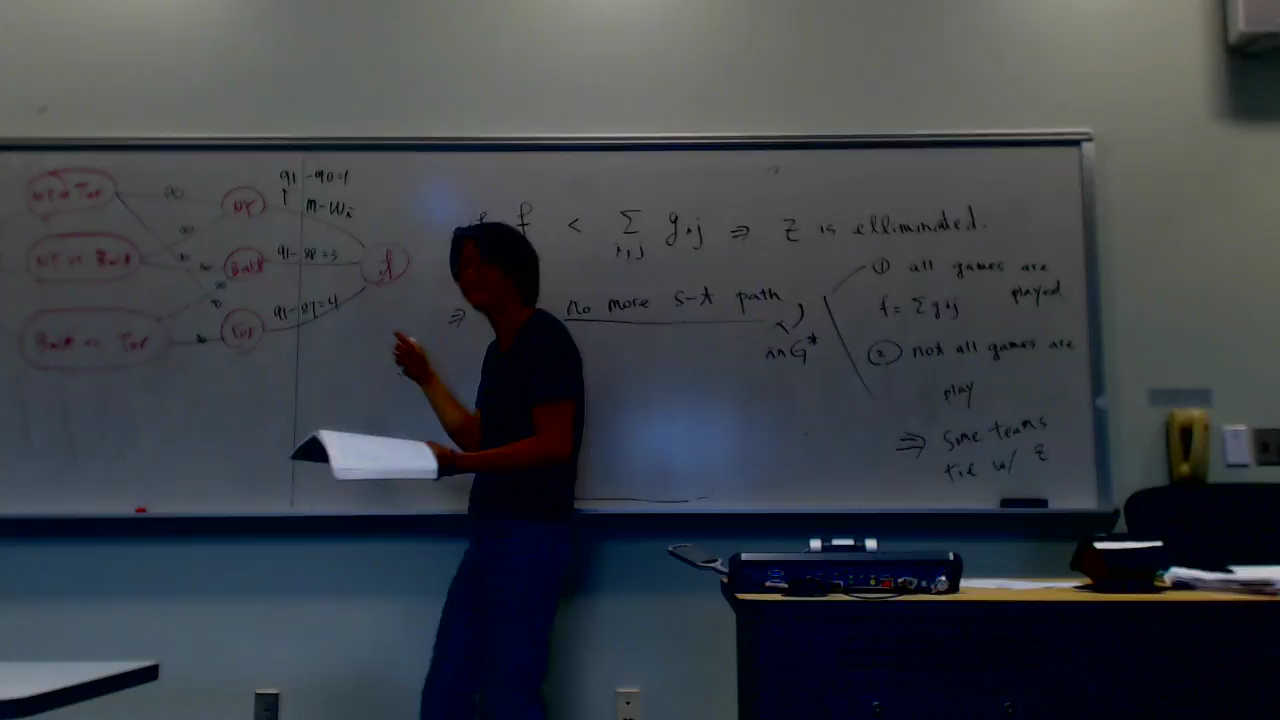 NY vs Tor
NY vs Balt
Balt vs Tor
∞
∞
∞
∞
∞
∞
NY
Balt
Tor
91 - 90 = 1
↑ m - wᵢ
91 - 88 = 3
91 - 87 = 4
t
if f < Σ i,j g i,j ⇒ Z is elliminated.
⇒
no more s-t path,
in G*
① all games are
played
f = Σ g i,j
② not all games are
play
⇒ Some teams
tie w/ Z